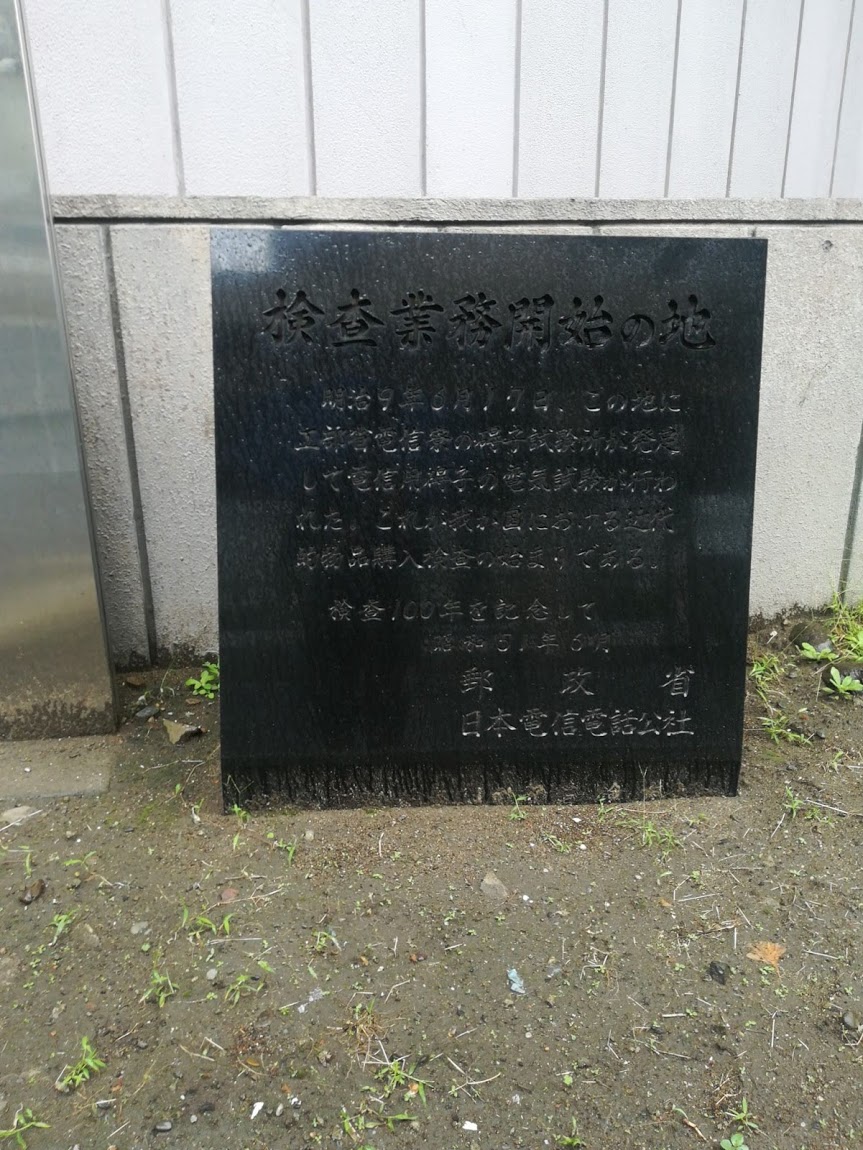 検査業務開始の地
明治9年6月17日、この地に
工部省電信寮の碍子試験所が発足
して電信用碍子の電気試験が行わ
れた。これが我が国における近代
的物品購入検査の始まりである。
検査100年を記念して
昭和51年6月
郵政省
日本電信電話公社